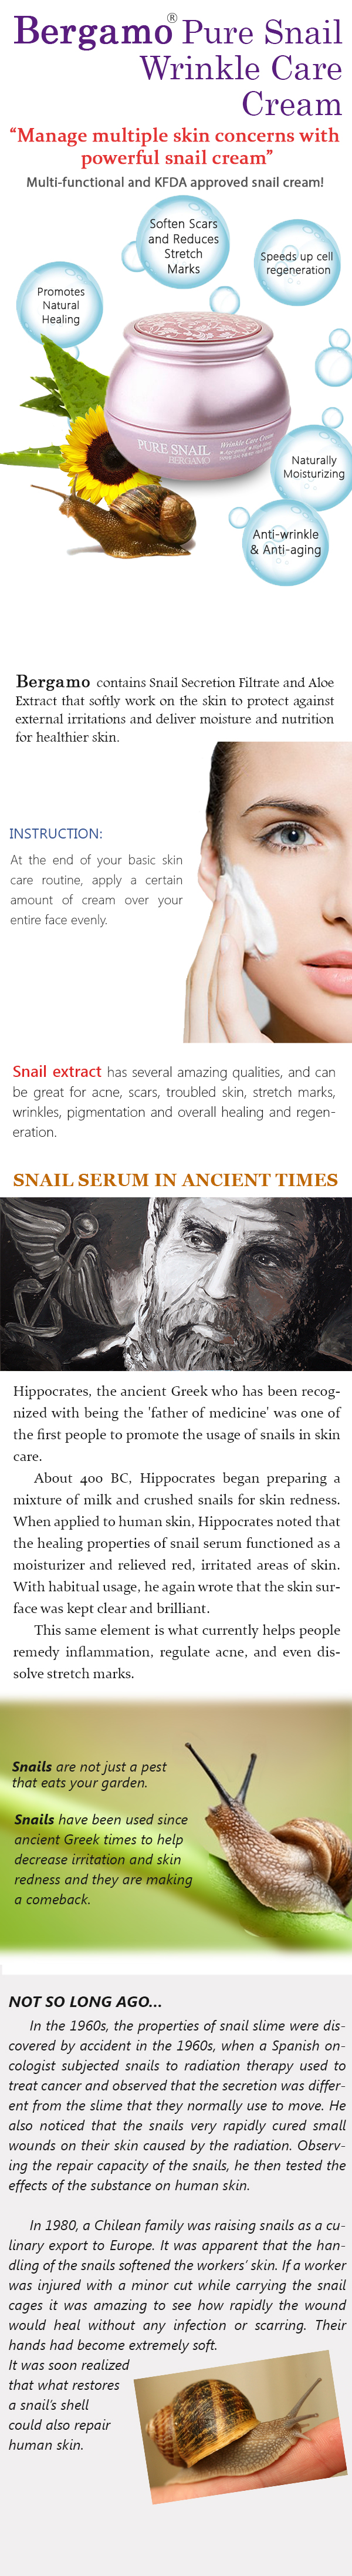 Bergamo® Pure Snail
Wrinkle Care
Cream
“Manage multiple skin concerns with
powerful snail cream”
Multi-functional and KFDA approved snail cream!
Soften Scars
and Reduces
Stretch
Marks
Speeds up cell
regeneration
Promotes
Natural
Healing
PURE SNAIL
BERGAMO
Wrinkle Care Cream
Naturally
Moisturizing
Anti-wrinkle
& Anti-aging
Bergamo contains Snail Secretion Filtrate and Aloe
Extract that softly work on the skin to protect against
external irritations and deliver moisture and nutrition
for healthier skin.
INSTRUCTION:
At the end of your basic skin
care routine, apply a certain
amount of cream over your
entire face evenly.
Snail extract has several amazing qualities, and can
be great for acne, scars, troubled skin, stretch marks,
wrinkles, pigmentation and overall healing and regen-
eration.
SNAIL SERUM IN ANCIENT TIMES
Hippocrates, the ancient Greek who has been recog-
nized with being the 'father of medicine' was one of
the first people to promote the usage of snails in skin
care.
About 400 BC, Hippocrates began preparing a
mixture of milk and crushed snails for skin redness.
When applied to human skin, Hippocrates noted that
the healing properties of snail serum functioned as a
moisturizer and relieved red, irritated areas of skin.
With habitual usage, he again wrote that the skin sur-
face was kept clear and brilliant.
This same element is what currently helps people
remedy inflammation, regulate acne, and even dis-
solve stretch marks.
Snails are not just a pest
that eats your garden.
Snails have been used since
ancient Greek times to help
decrease irritation and skin
redness and they are making
a comeback.
NOT SO LONG AGO...
In the 1960s, the properties of snail slime were dis-
covered by accident in the 1960s, when a Spanish on-
cologist subjected snails to radiation therapy used to
treat cancer and observed that the secretion was differ-
ent from the slime that they normally use to move. He
also noticed that the snails very rapidly cured small
wounds on their skin caused by the radiation. Observ-
ing the repair capacity of the snails, he then tested the
effects of the substance on human skin.
In 1980, a Chilean family was raising snails as a cu-
linary export to Europe. It was apparent that the han-
dling of the snails softened the workers’ skin. If a worker
was injured with a minor cut while carrying the snail
cages it was amazing to see how rapidly the wound
would heal without any infection or scarring. Their
hands had become extremely soft.
It was soon realized
that what restores
a snail’s shell
could also repair
human skin.